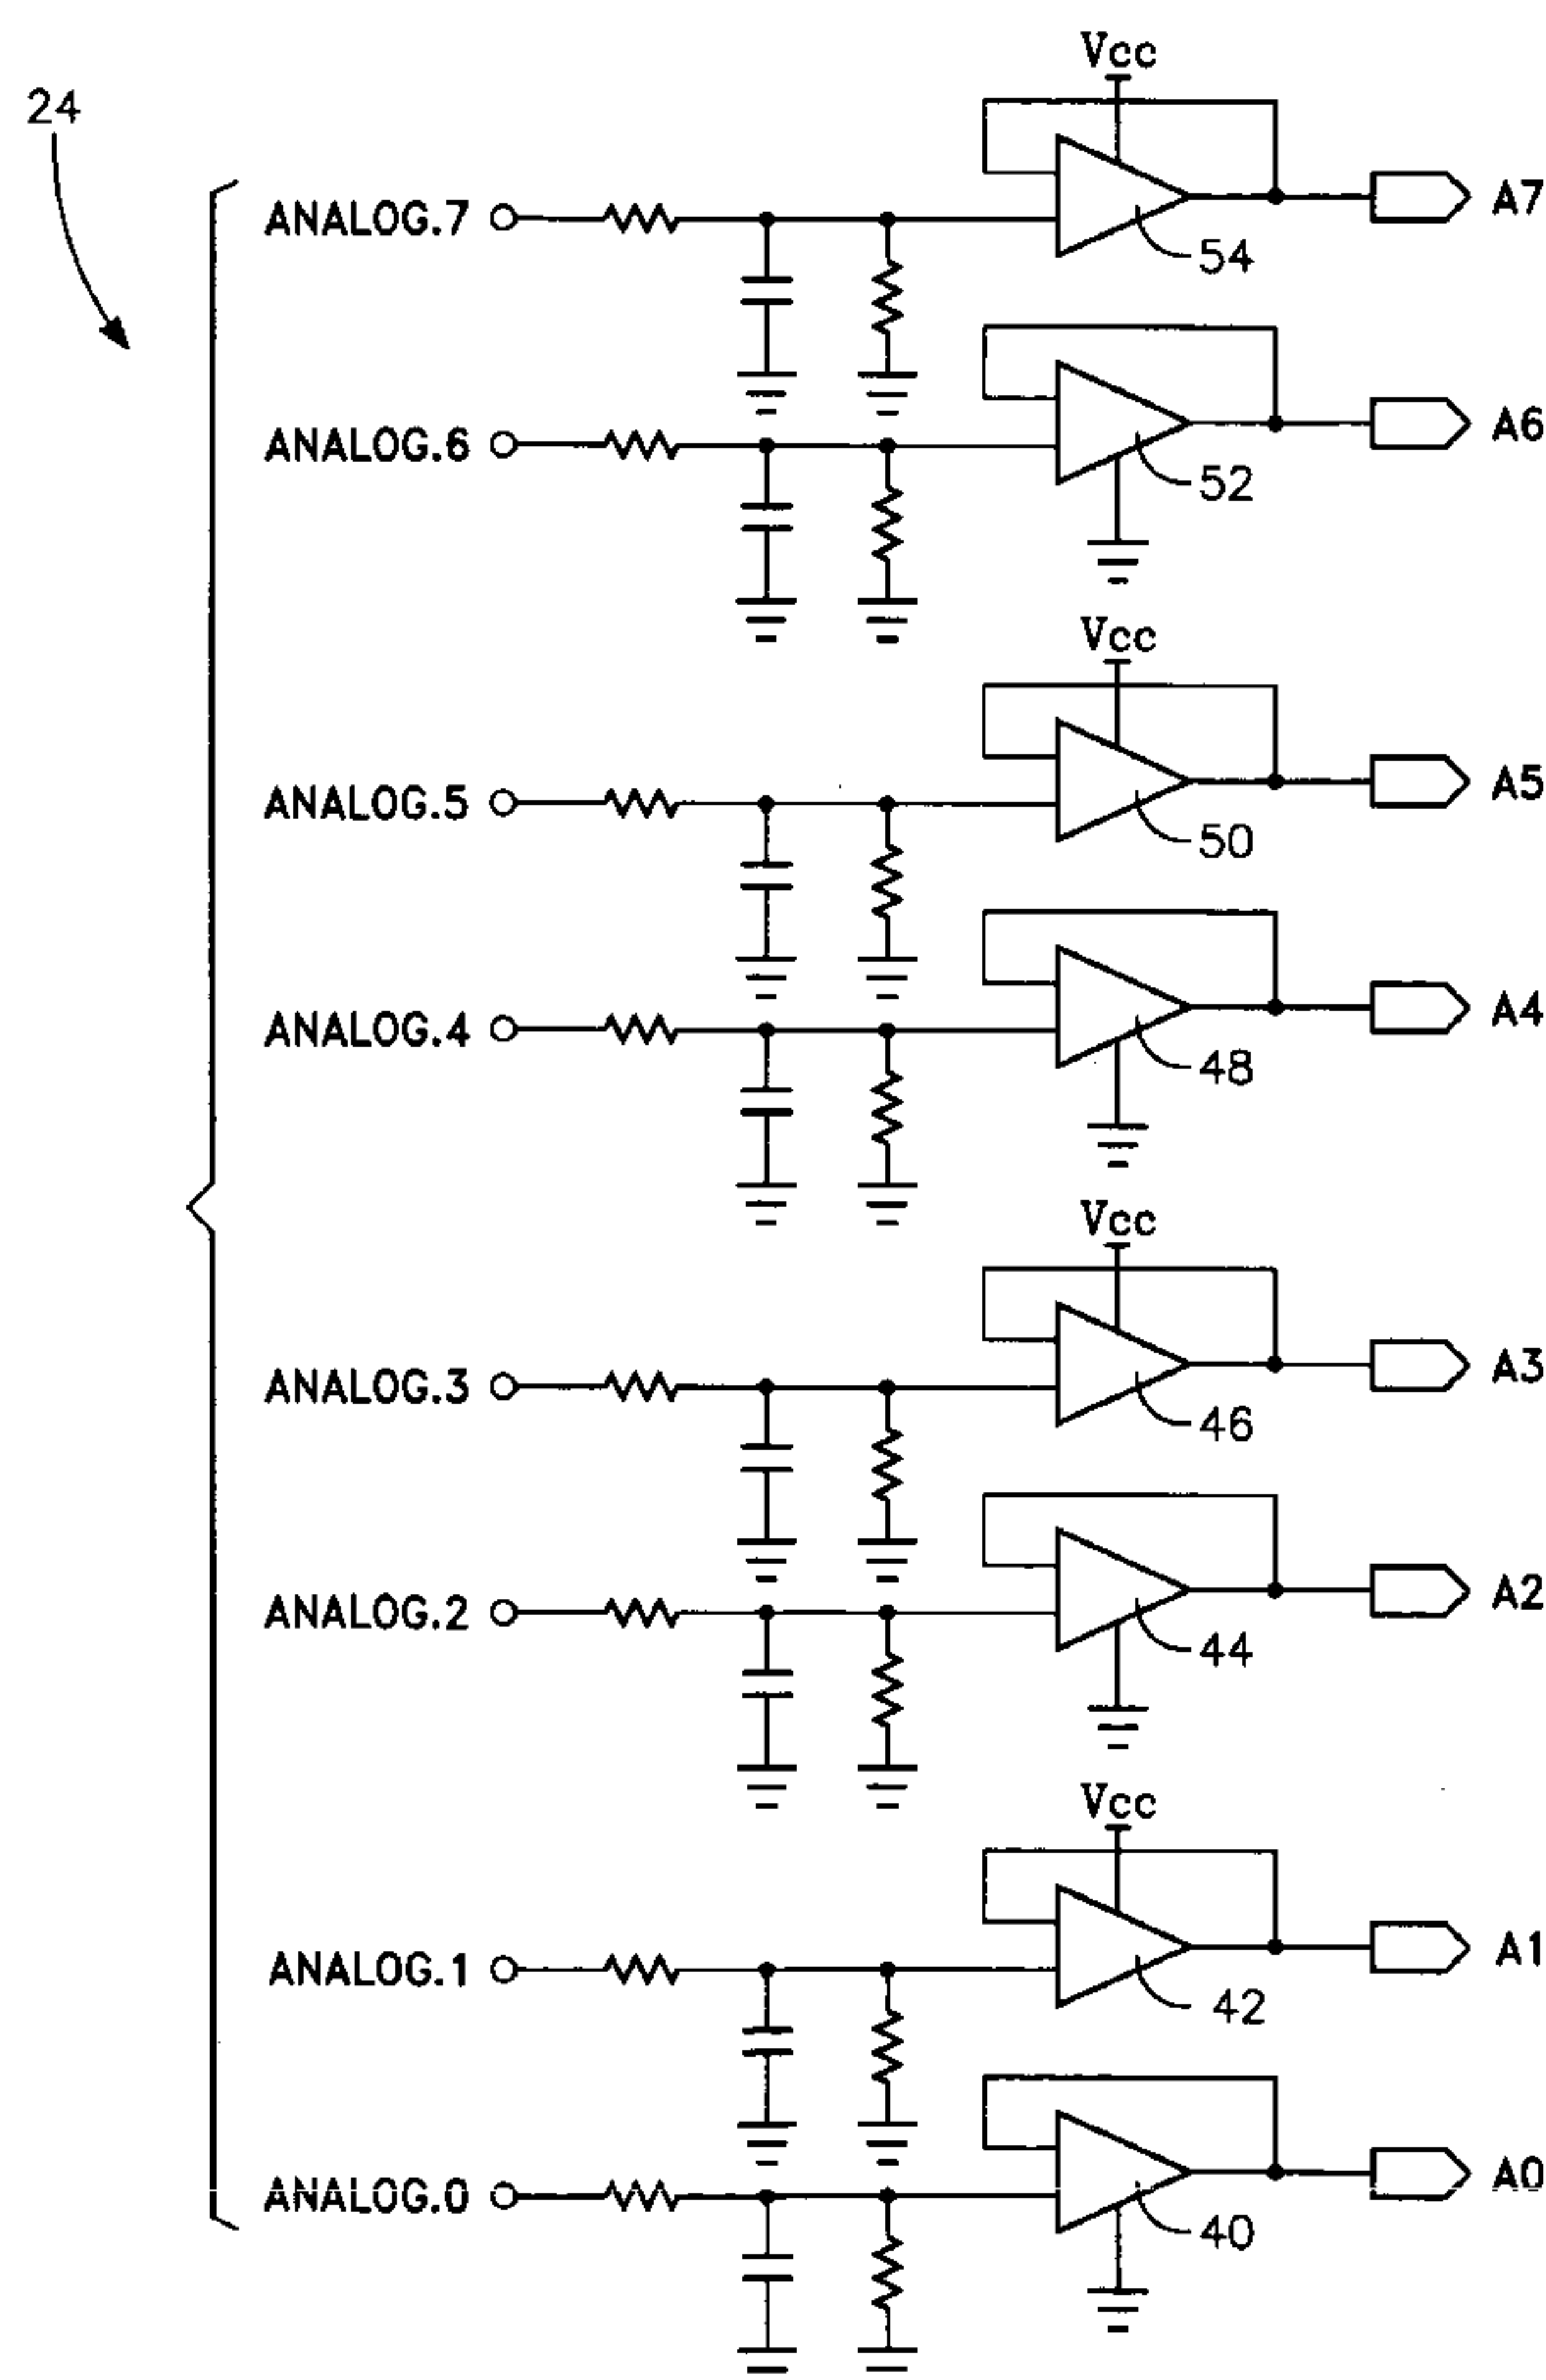 24
Vcc
ANALOG.7
54
A7
ANALOG.6
52
A6
Vcc
ANALOG.5
50
A5
ANALOG.4
48
A4
Vcc
ANALOG.3
46
A3
ANALOG.2
44
A2
Vcc
ANALOG.1
42
A1
ANALOG.0
40
A0